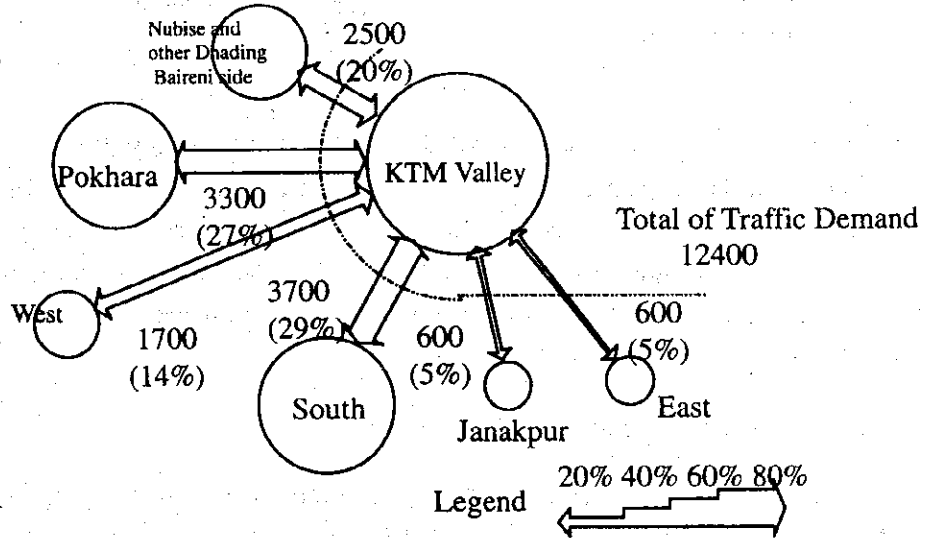 Nubise and
other Dhading
Baireni side
2500
(20%)
Pokhara
KTM Valley
3300
(27%)
Total of Traffic Demand
12400
West
1700
(14%)
3700
(29%)
600
(5%)
600
(5%)
South
Janakpur
East
Legend
20% 40% 60% 80%